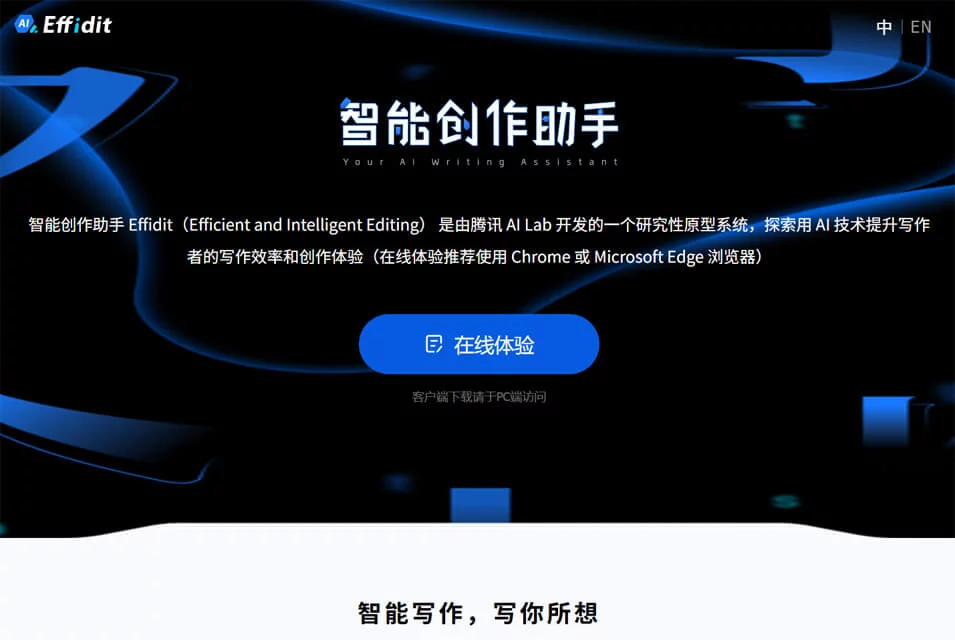 AI Effidit
中 | EN
智能创作助手
Your AI Writing Assistant
智能创作助手 Effidit（Efficient and Intelligent Editing） 是由腾讯 AI Lab 开发的一个研究性原型系统，探索用 AI 技术提升写作
者的写作效率和创作体验（在线体验推荐使用 Chrome 或 Microsoft Edge 浏览器）
在线体验
客户端下载请于PC端访问
智能写作，写你所想